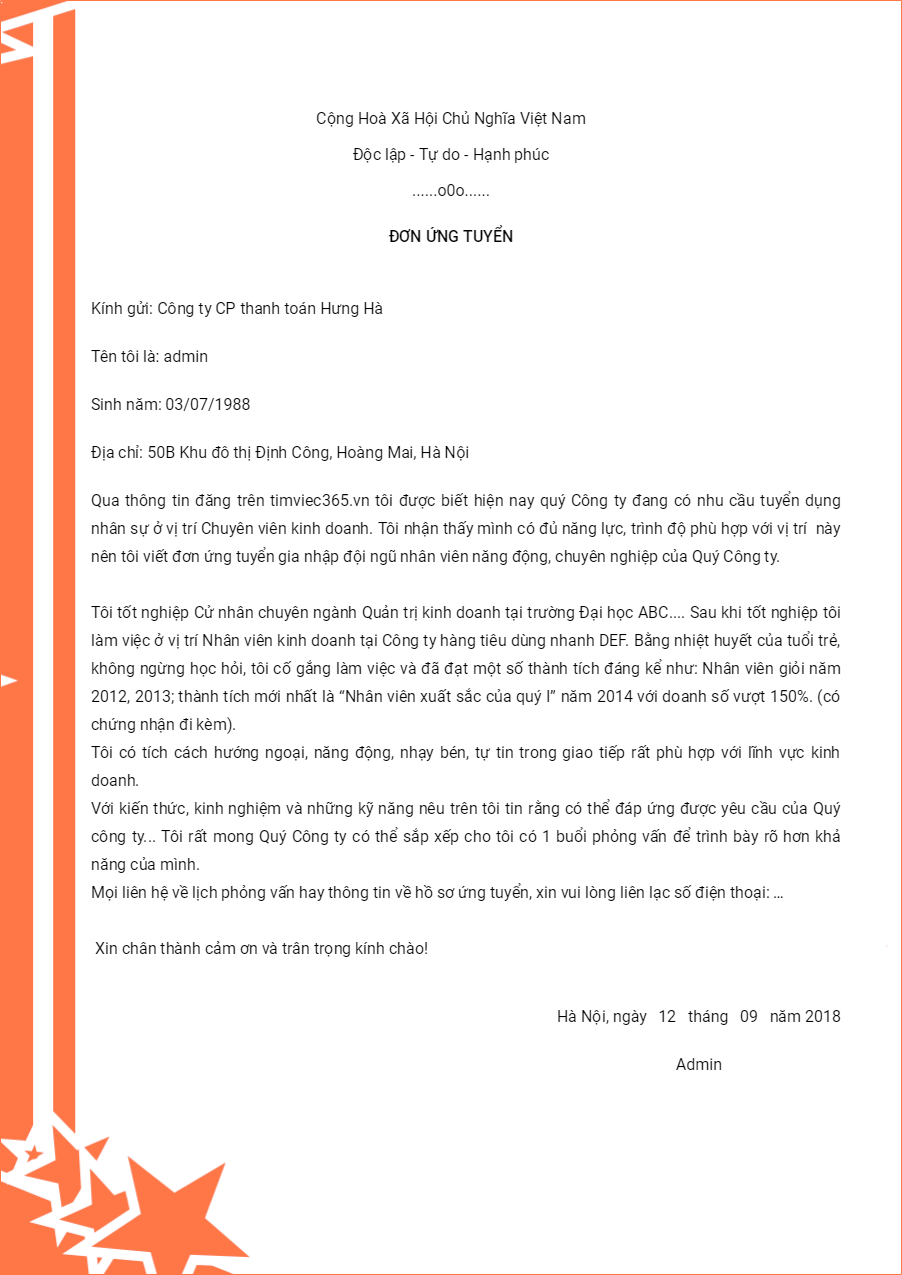 Cộng Hoà Xã Hội Chủ Nghĩa Việt Nam
Độc lập - Tự do - Hạnh phúc
......o0o......
ĐƠN ỨNG TUYỂN
Kính gửi: Công ty CP thanh toán Hưng Hà
Tên tôi là: admin
Sinh năm: 03/07/1988
Địa chỉ: 50B Khu đô thị Định Công, Hoàng Mai, Hà Nội
Qua thông tin đăng trên timviec365.vn tôi được biết hiện nay quý Công ty đang có nhu cầu tuyển dụng
nhân sự ở vị trí Chuyên viên kinh doanh. Tôi nhận thấy mình có đủ năng lực, trình độ phù hợp với vị trí  này
nên tôi viết đơn ứng tuyển gia nhập đội ngũ nhân viên năng động, chuyên nghiệp của Quý Công ty.
Tôi tốt nghiệp Cử nhân chuyên ngành Quản trị kinh doanh tại trường Đại học ABC.... Sau khi tốt nghiệp tôi
làm việc ở vị trí Nhân viên kinh doanh tại Công ty hàng tiêu dùng nhanh DEF. Bằng nhiệt huyết của tuổi trẻ,
không ngừng học hỏi, tôi cố gắng làm việc và đã đạt một số thành tích đáng kể như: Nhân viên giỏi năm
2012, 2013; thành tích mới nhất là “Nhân viên xuất sắc của quý I” năm 2014 với doanh số vượt 150%. (có
chứng nhận đi kèm).
Tôi có tích cách hướng ngoại, năng động, nhạy bén, tự tin trong giao tiếp rất phù hợp với lĩnh vực kinh
doanh.
Với kiến thức, kinh nghiệm và những kỹ năng nêu trên tôi tin rằng có thể đáp ứng được yêu cầu của Quý
công ty... Tôi rất mong Quý Công ty có thể sắp xếp cho tôi có 1 buổi phỏng vấn để trình bày rõ hơn khả
năng của mình.
Mọi liên hệ về lịch phỏng vấn hay thông tin về hồ sơ ứng tuyển, xin vui lòng liên lạc số điện thoại: …
Xin chân thành cảm ơn và trân trọng kính chào!
Hà Nội, ngày 12 tháng 09 năm 2018
Admin